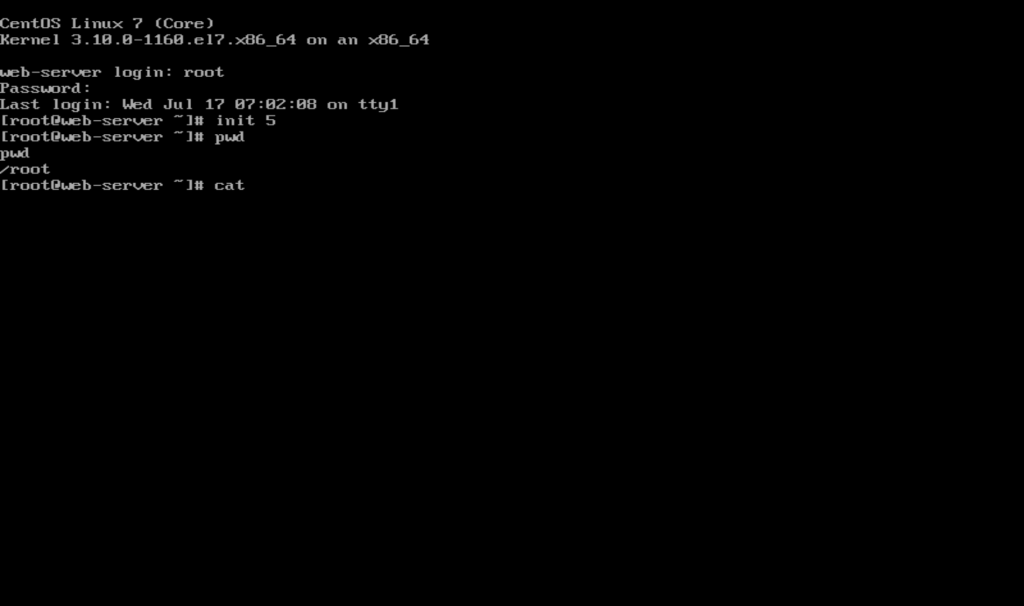 CentOS Linux 7 (Core)
Kernel 3.10.0-1160.el7.x86_64 on an x86_64
web-server login: root
Password:
Last login: Wed Jul 17 07:02:08 on tty1
[root@web-server ~]# init 5
[root@web-server ~]# pwd
pwd
/root
[root@web-server ~]# cat